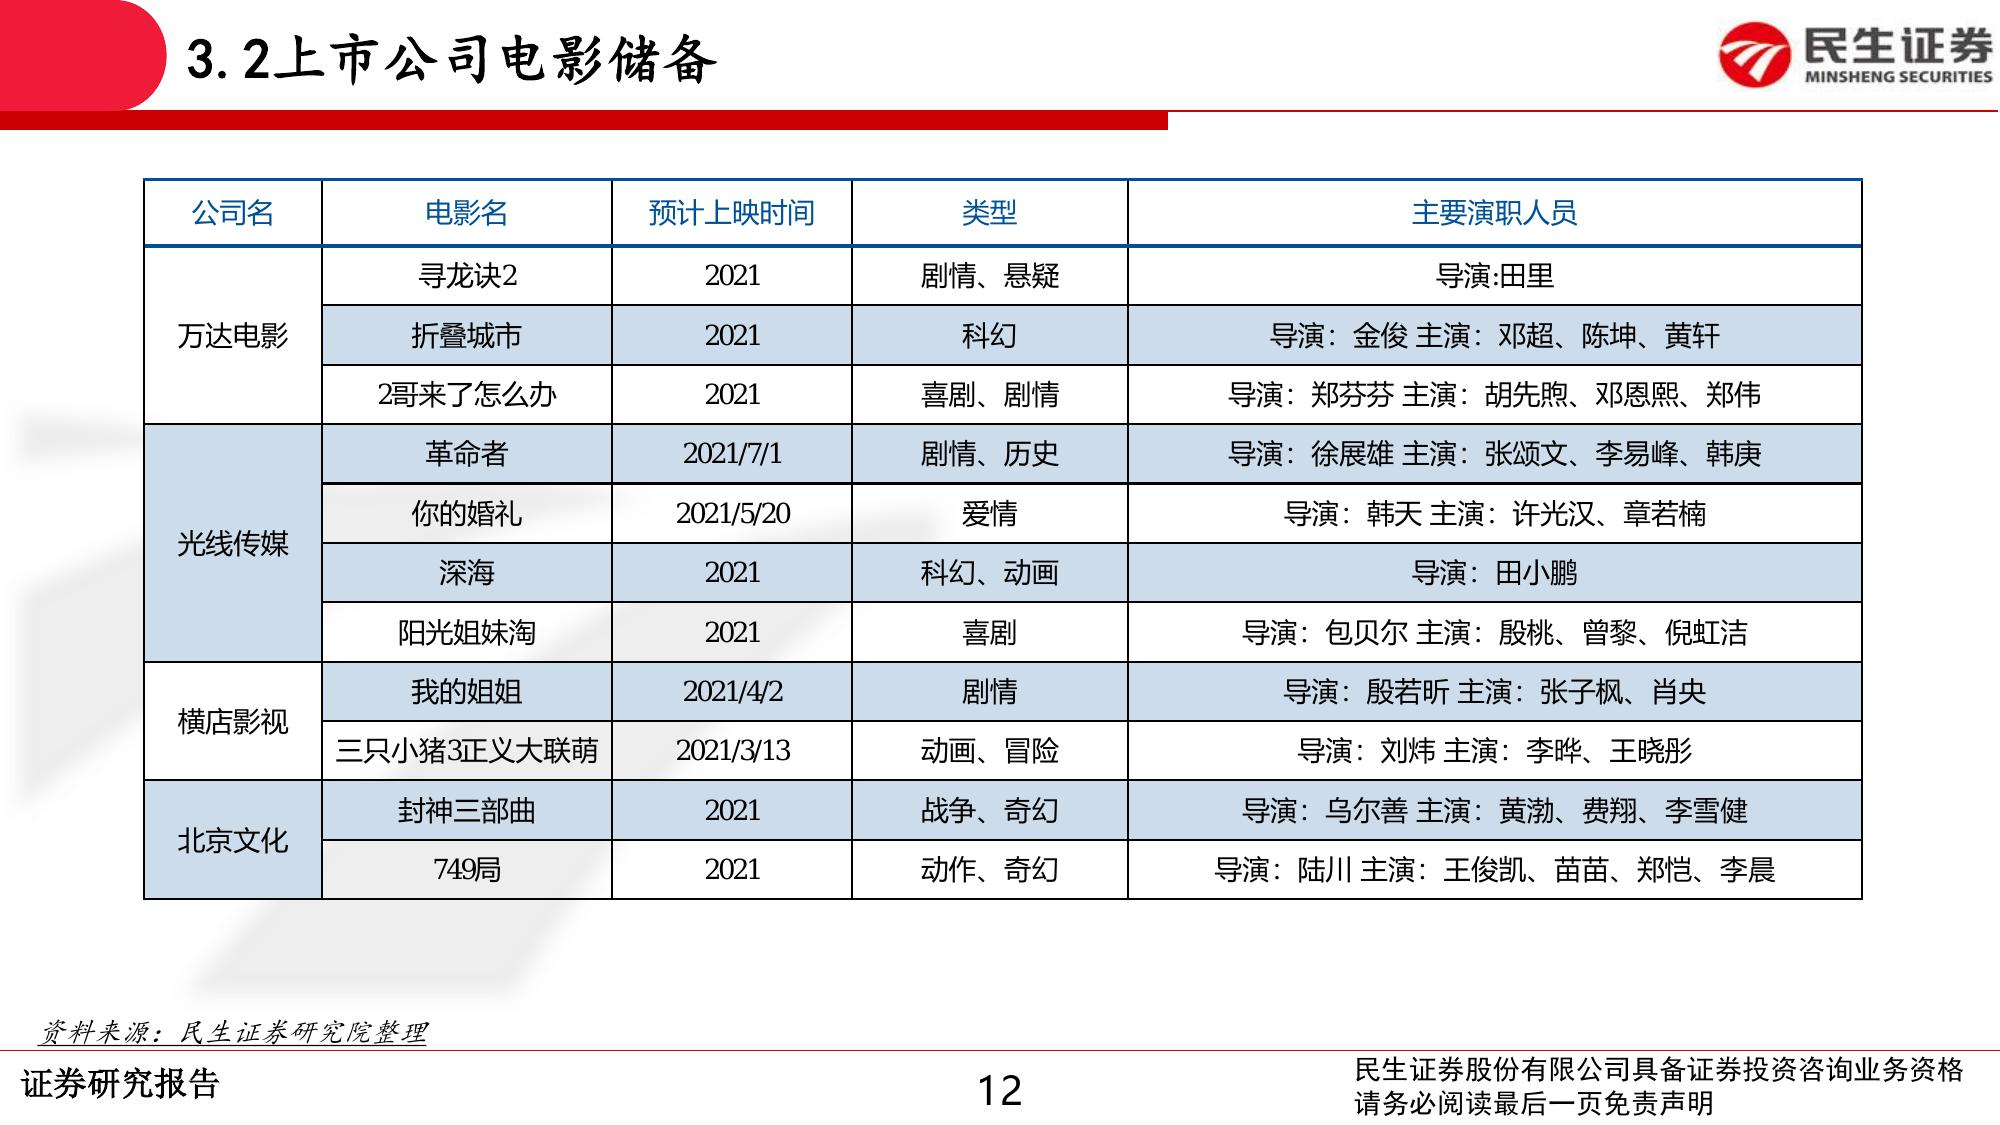 3.2上市公司电影储备
民生证券
MINSHENG SECURITIES
公司名 电影名 预计上映时间 类型 主要演职人员
万达电影 寻龙诀2 2021 剧情、悬疑 导演:田里
折叠城市 2021 科幻 导演：金俊 主演：邓超、陈坤、黄轩
2哥来了怎么办 2021 喜剧、剧情 导演：郑芬芬 主演：胡先煦、邓恩熙、郑伟
光线传媒 革命者 2021/7/1 剧情、历史 导演：徐展雄 主演：张颂文、李易峰、韩庚
你的婚礼 2021/5/20 爱情 导演：韩天 主演：许光汉、章若楠
深海 2021 科幻、动画 导演：田小鹏
阳光姐妹淘 2021 喜剧 导演：包贝尔 主演：殷桃、曾黎、倪虹洁
横店影视 我的姐姐 2021/4/2 剧情 导演：殷若昕 主演：张子枫、肖央
三只小猪3正义大联萌 2021/3/13 动画、冒险 导演：刘炜 主演：李晔、王晓彤
北京文化 封神三部曲 2021 战争、奇幻 导演：乌尔善 主演：黄渤、费翔、李雪健
749局 2021 动作、奇幻 导演：陆川 主演：王俊凯、苗苗、郑恺、李晨
资料来源：民生证券研究院整理
证券研究报告
12
民生证券股份有限公司具备证券投资咨询业务资格
请务必阅读最后一页免责声明